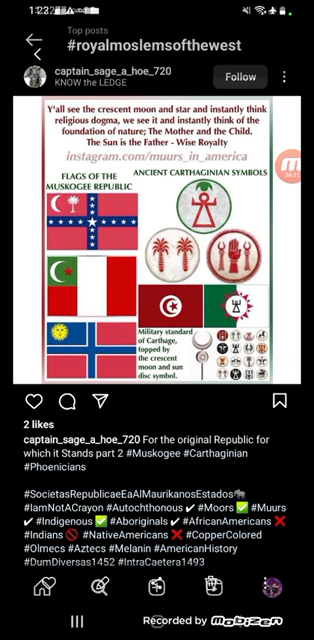 Top posts
#royalmoslemsofthewest
captain_sage_a_hoe_720
KNOW the LEDGE
Follow
Y'all see the crescent moon and star and instantly think
religious dogma, we see it and instantly think of the
foundation of nature; The Mother and the Child.
The Sun is the Father - Wise Royalty
instagram.com/muurs_in_america
FLAGS OF THE
MUSKOGEE REPUBLIC
ANCIENT CARTHAGINIAN SYMBOLS
Military standard
of Carthage,
topped by
the crescent
moon and sun
disc symbol.
2 likes
captain_sage_a_hoe_720 For the original Republic for
which it Stands part 2 #Muskogee #Carthaginian
#Phoenicians
#SocietasRepublicaeEaAlMaurikanosEstados🐘
#IamNotACrayon #Autochthonous ✔ #Moors ✅ #Muurs
✔ #Indigenous ✅ #Aboriginals ✔ #AfricanAmericans ❌
#Indians 🚫 #NativeAmericans ❌ #CopperColored
#Olmecs #Aztecs #Melanin #AmericanHistory
#DumDiversas1452 #IntraCaetera1493
Recorded by mobizen